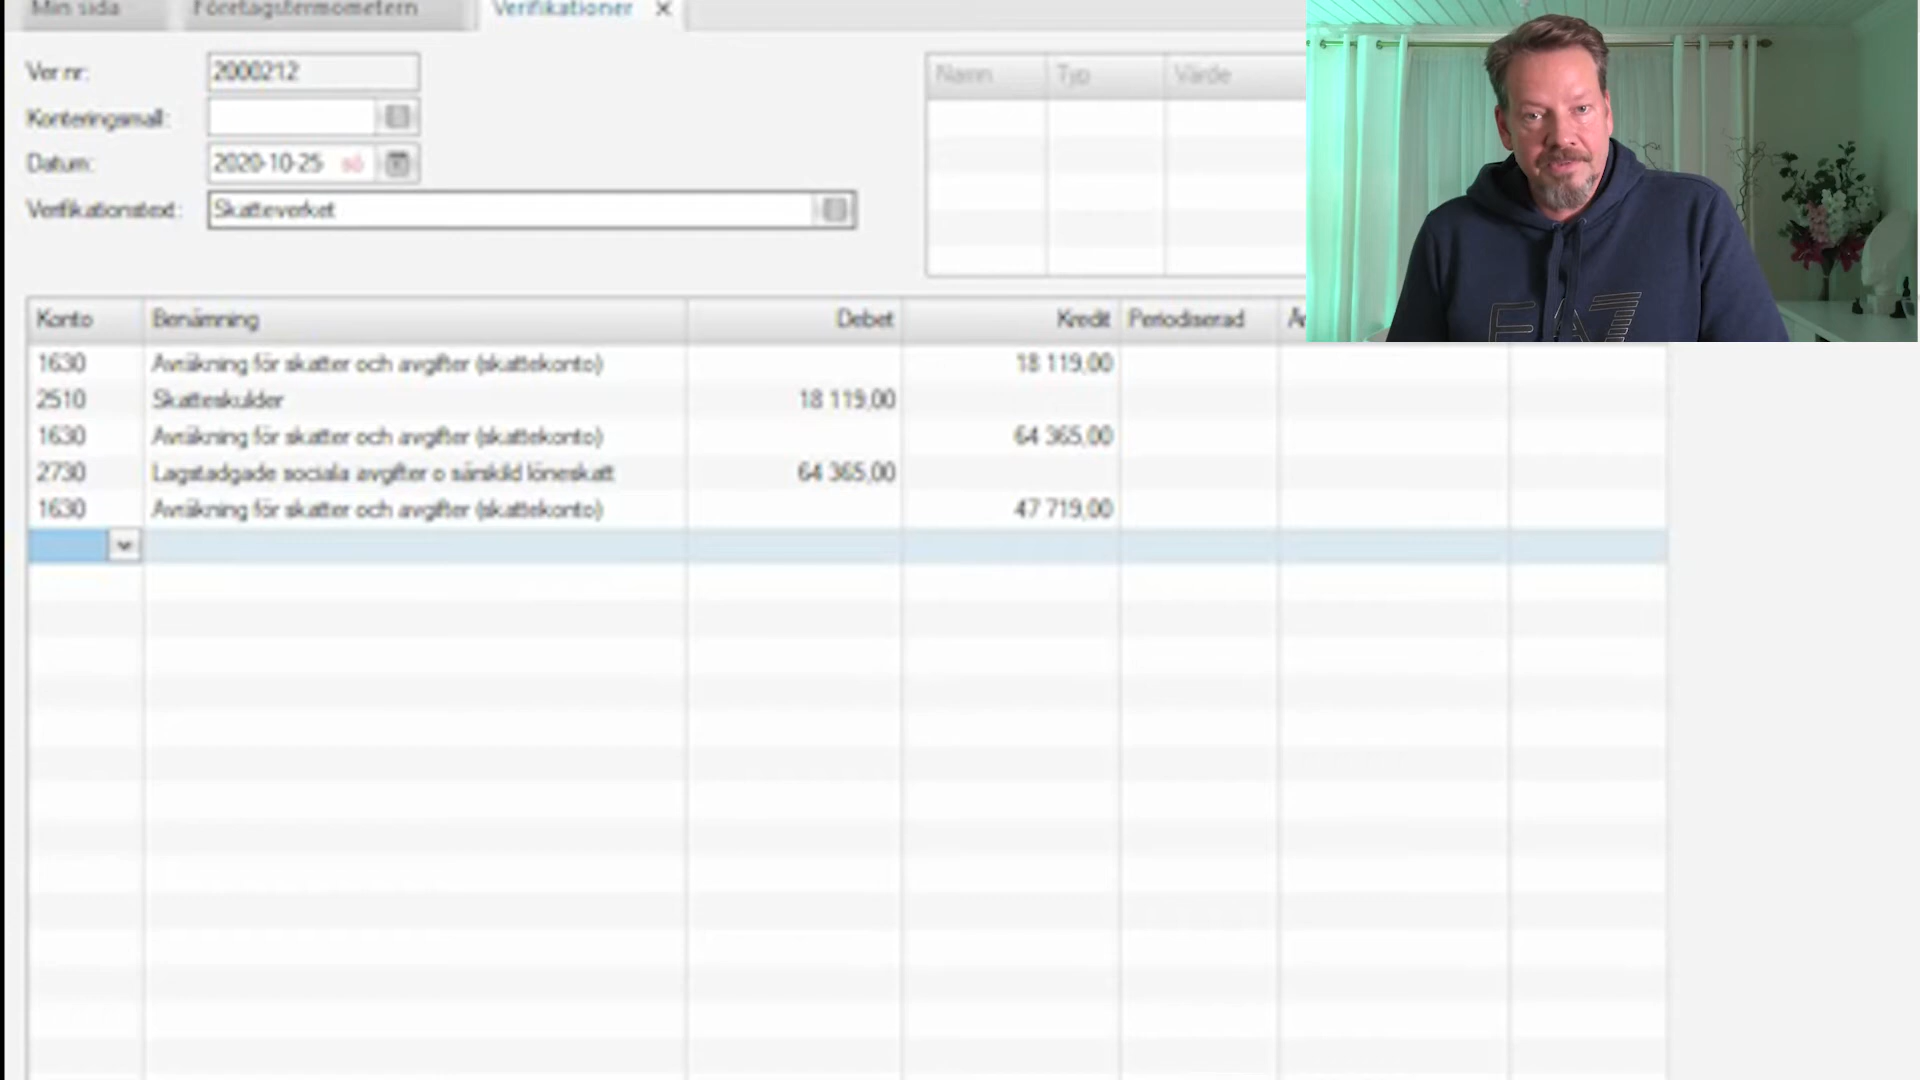 Min sida Företagstermometern Verifikationer
Ver nr: 2000212
Konteringsmall:
Datum: 2020-10-25 sö
Verifikationstext: Skatteverket
Namn Typ Värde
EA7
Konto Benämning Debet Kredit Periodiserad
1630 Avräkning för skatter och avgifter (skattekonto) 18 119,00
2510 Skatteskulder 18 119,00
1630 Avräkning för skatter och avgifter (skattekonto) 64 365,00
2730 Lagstadgade sociala avgifter o särskild löneskatt 64 365,00
1630 Avräkning för skatter och avgifter (skattekonto) 47 719,00